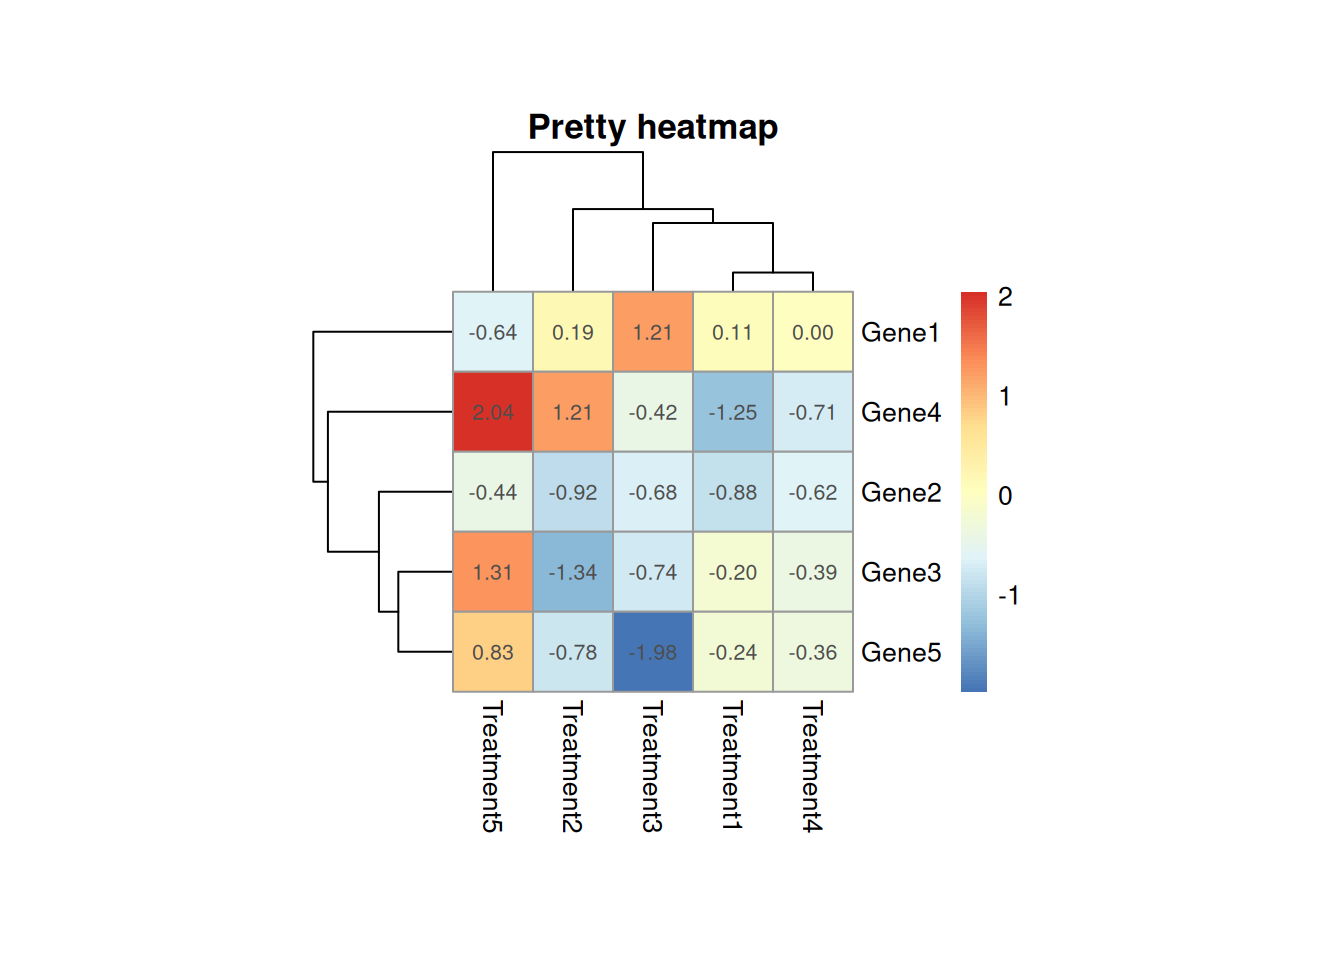 Pretty heatmap
-0.64 0.19 1.21 0.11 0.00 Gene1
2.04 1.21 -0.42 -1.25 -0.71 Gene4
-0.44 -0.92 -0.68 -0.88 -0.62 Gene2
1.31 -1.34 -0.74 -0.20 -0.39 Gene3
0.83 -0.78 -1.98 -0.24 -0.36 Gene5
Treatment5
Treatment2
Treatment3
Treatment1
Treatment4
2
1
0
-1